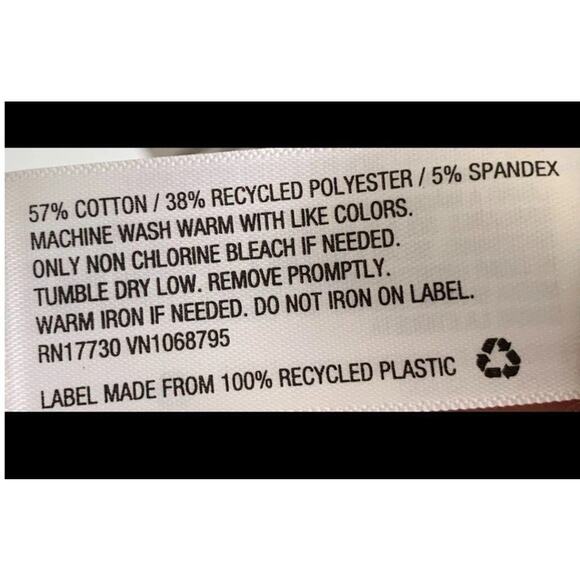 57% COTTON / 38% RECYCLED POLYESTER / 5% SPANDEX
MACHINE WASH WARM WITH LIKE COLORS.
ONLY NON CHLORINE BLEACH IF NEEDED.
TUMBLE DRY LOW. REMOVE PROMPTLY.
WARM IRON IF NEEDED. DO NOT IRON ON LABEL.
RN17730 VN1068795
LABEL MADE FROM 100% RECYCLED PLASTIC